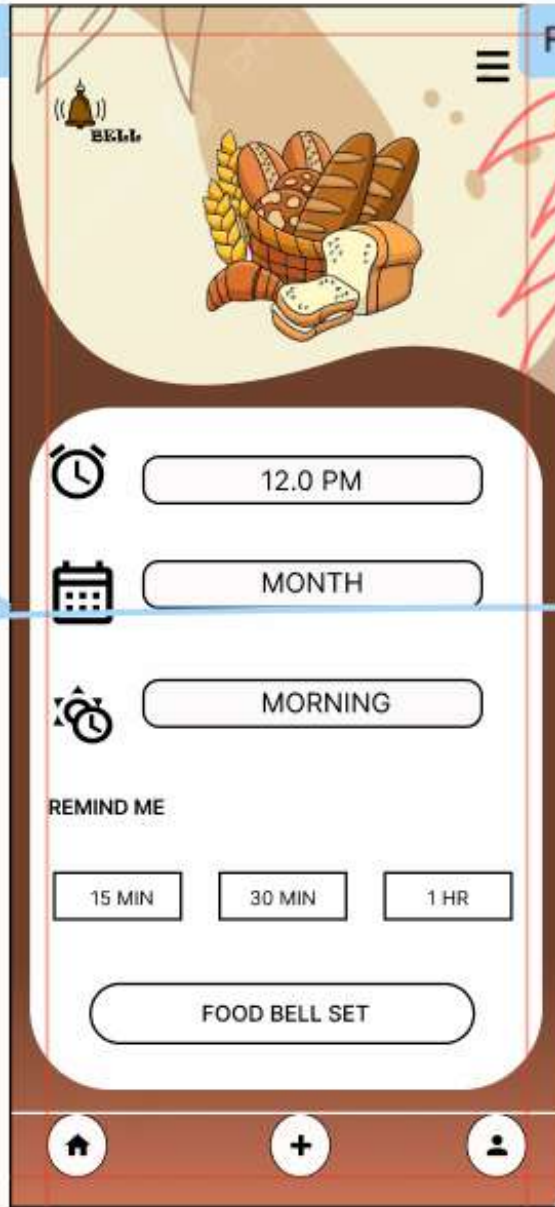 F
BELL
12.0 PM
MONTH
MORNING
REMIND ME
15 MIN 30 MIN 1 HR
FOOD BELL SET